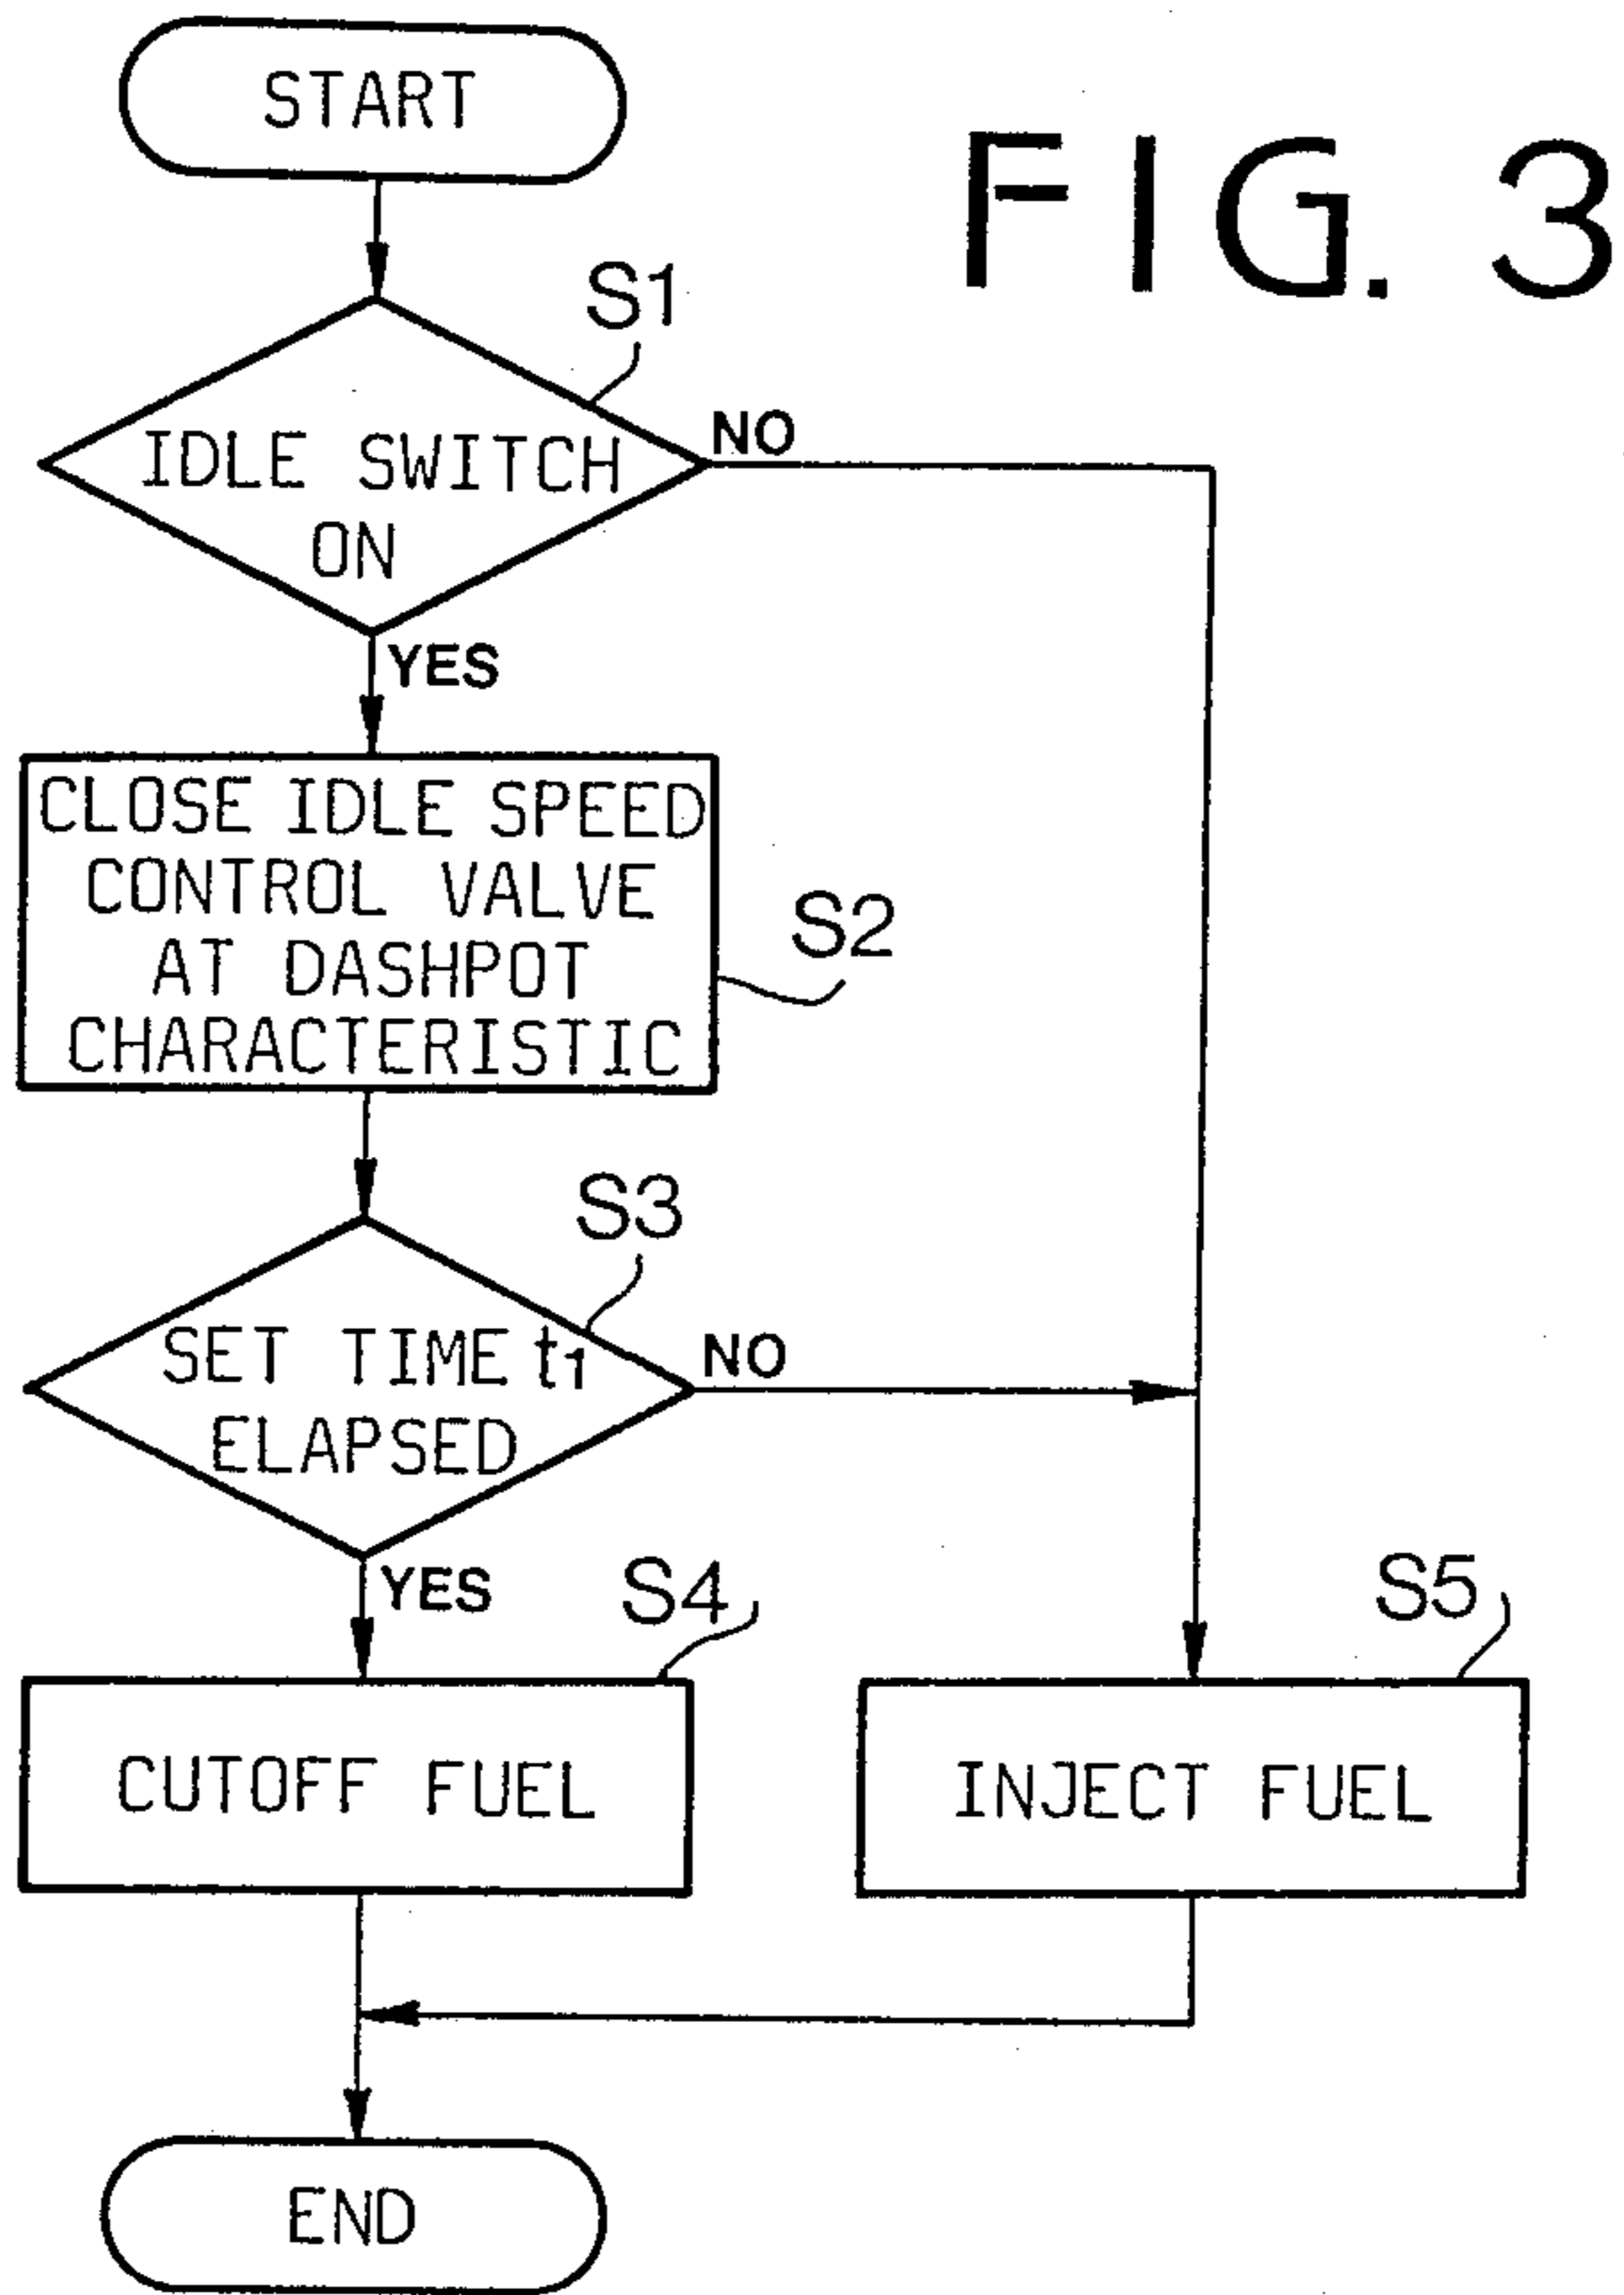 START
FIG. 3
S1
IDLE SWITCH
ON
NO
YES
CLOSE IDLE SPEED
CONTROL VALVE
AT DASHPOT
CHARACTERISTIC
S2
S3
SET TIME t1
ELAPSED
NO
YES
S4
S5
CUTOFF FUEL
INJECT FUEL
END